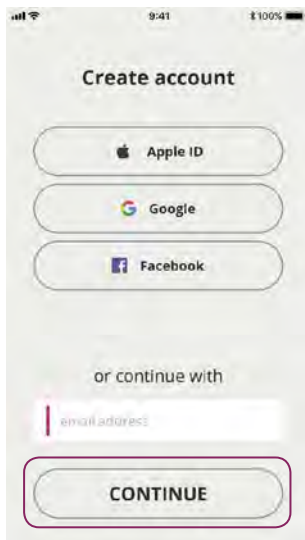 9:41
100%
Create account
Apple ID
Google
Facebook
or continue with
email address
CONTINUE